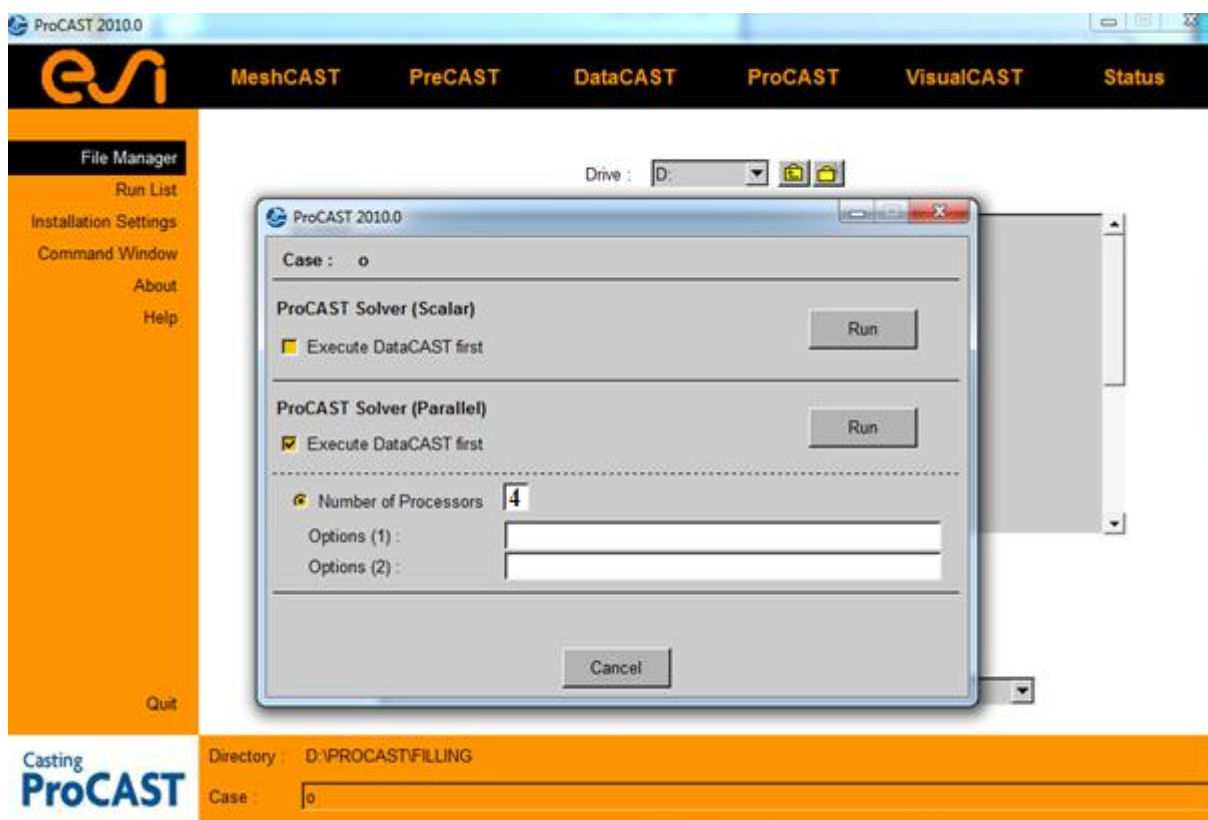 ProCAST 2010.0
esi MeshCAST PreCAST DataCAST ProCAST VisualCAST Status
File Manager
Run List
Installation Settings
Command Window
About
Help
Quit
Drive : D:
ProCAST 2010.0
Case : o
ProCAST Solver (Scalar)
Run
Execute DataCAST first
ProCAST Solver (Parallel)
Run
Execute DataCAST first
Number of Processors 4
Options (1) :
Options (2) :
Cancel
Casting
ProCAST
Directory : D:\PROCAST\FILLING
Case : o